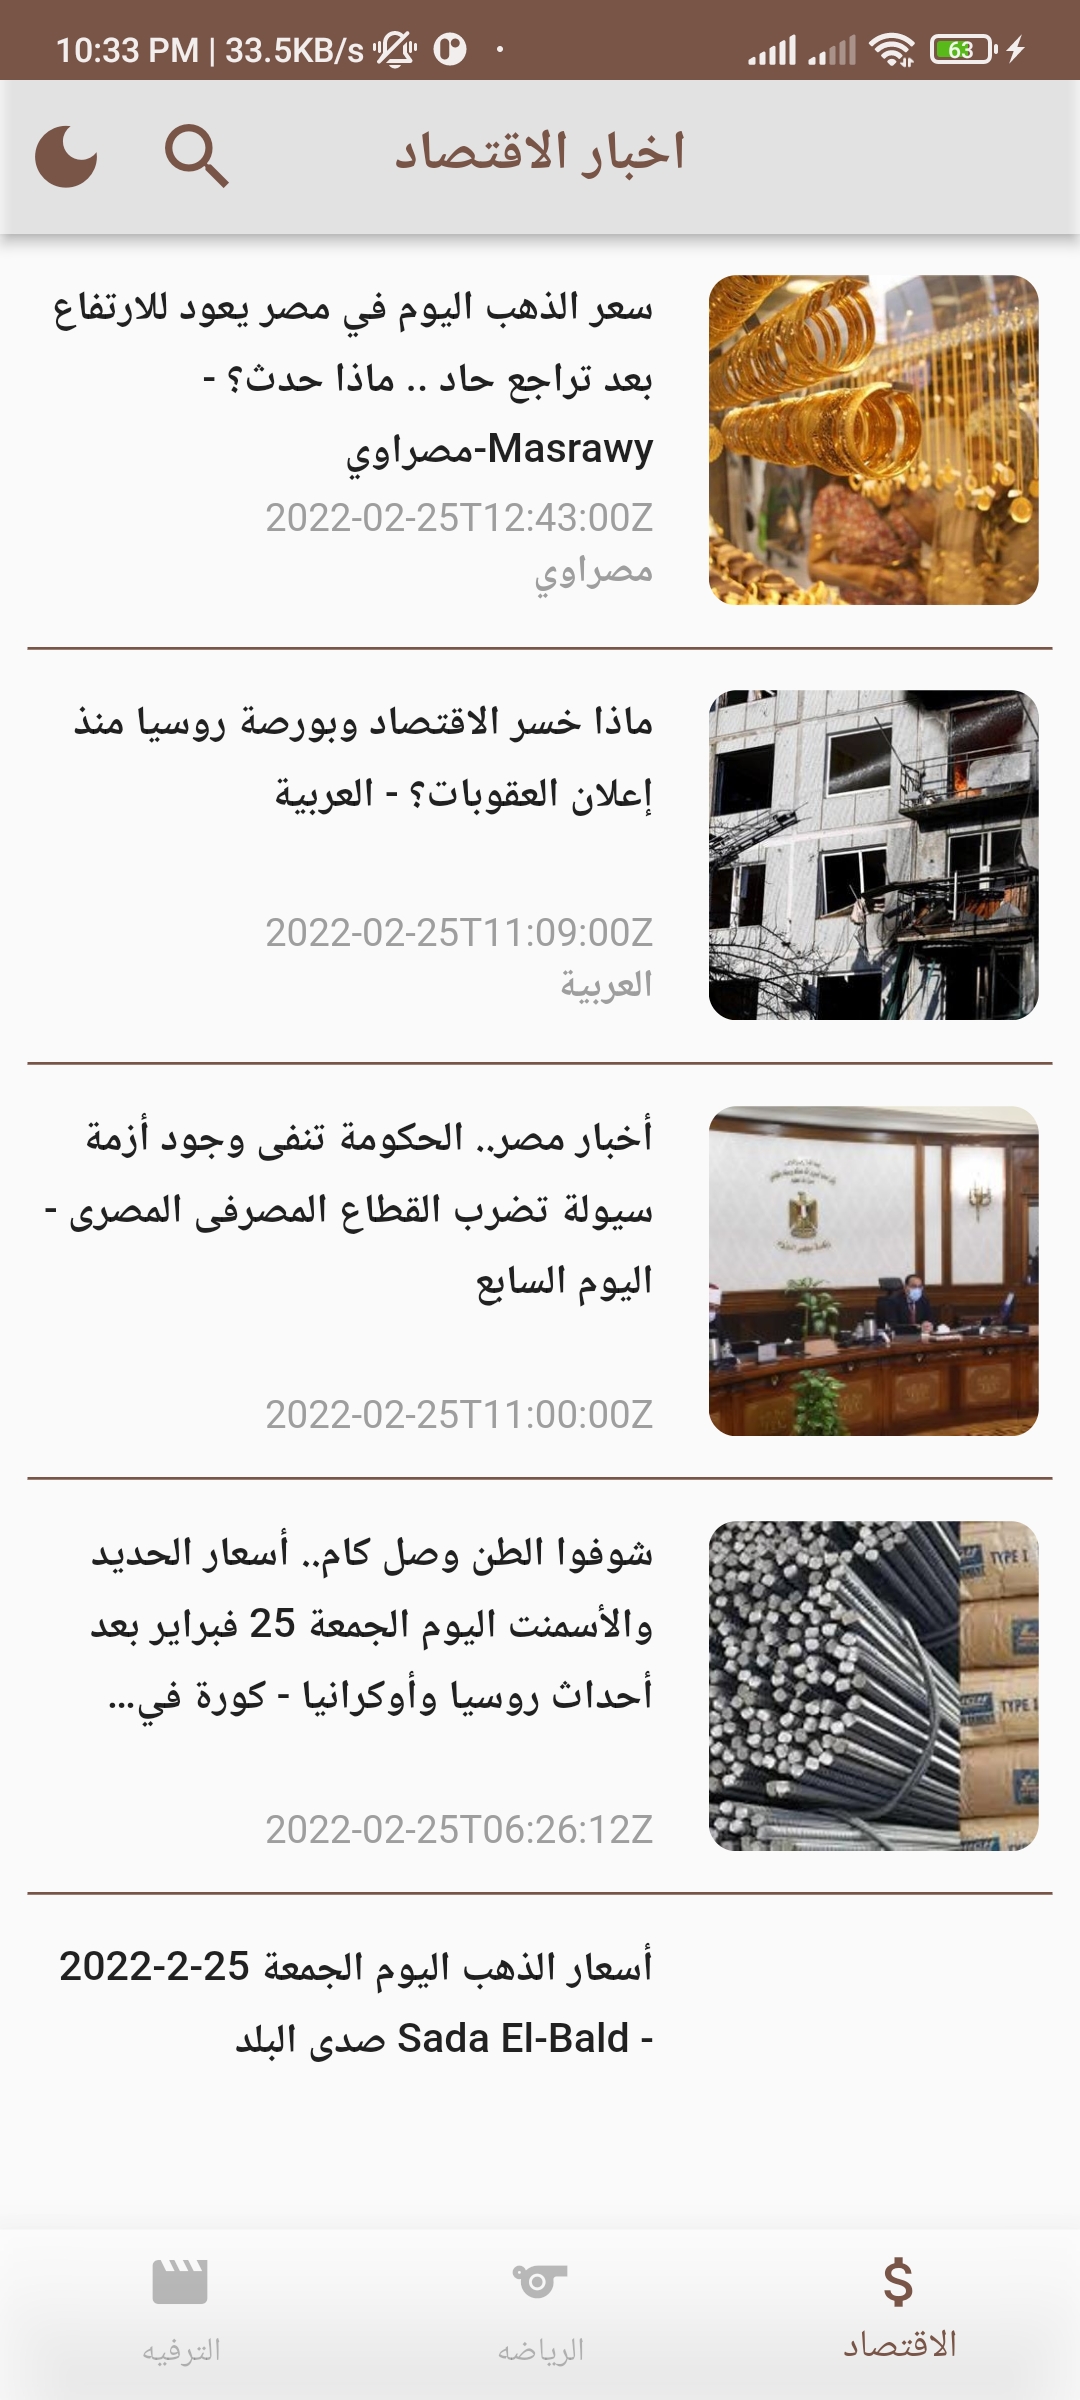 10:33 PM | 33.5KB/s
63
اخبار الاقتصاد
سعر الذهب اليوم في مصر يعود للارتفاع
بعد تراجع حاد .. ماذا حدث؟ -
Masrawy-مصراوي
2022-02-25T12:43:00Z
مصراوي
ماذا خسر الاقتصاد وبورصة روسيا منذ
إعلان العقوبات؟ - العربية
2022-02-25T11:09:00Z
العربية
أخبار مصر.. الحكومة تنفى وجود أزمة
سيولة تضرب القطاع المصرفى المصرى -
اليوم السابع
2022-02-25T11:00:00Z
شوفوا الطن وصل كام.. أسعار الحديد
والأسمنت اليوم الجمعة 25 فبراير بعد
أحداث روسيا وأوكرانيا - كورة في...
2022-02-25T06:26:12Z
TYPE I
TYPE I
أسعار الذهب اليوم الجمعة 25-2-2022
- Sada El-Bald صدى البلد
الاقتصاد
الرياضه
الترفيه